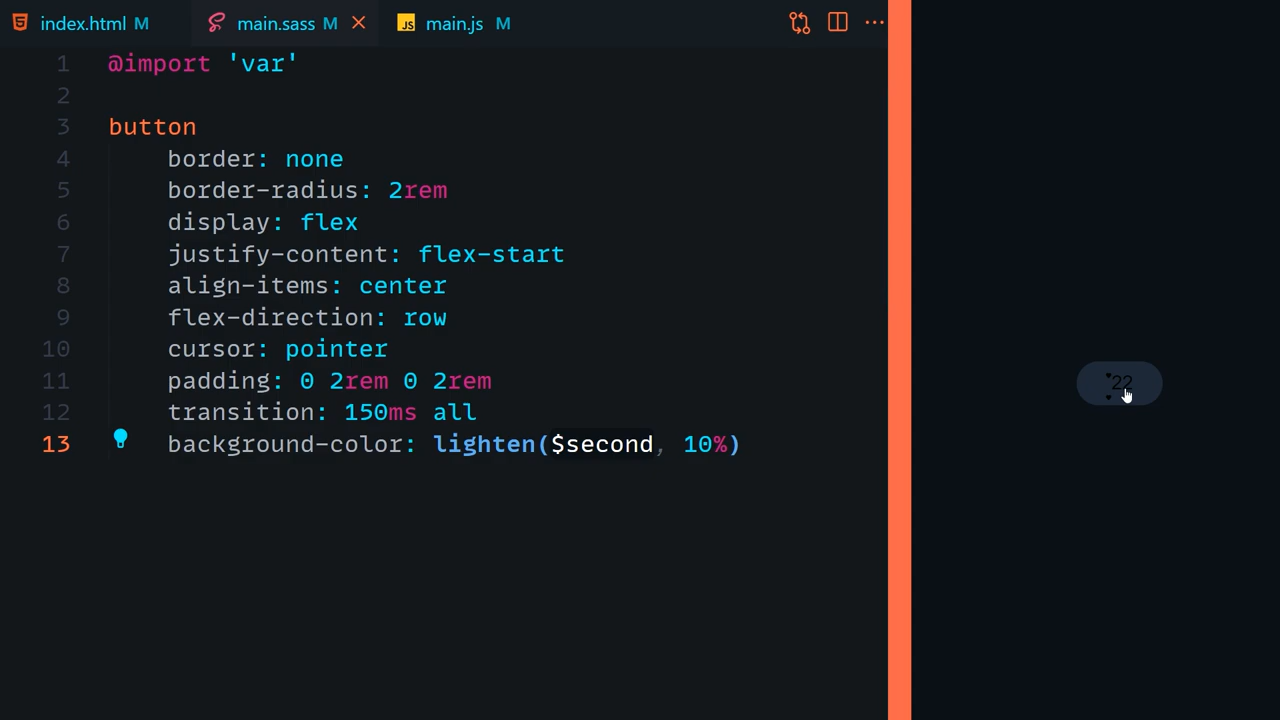 index.html M main.sass M JS main.js M
1 @import 'var'
2
3 button
4 border: none
5 border-radius: 2rem
6 display: flex
7 justify-content: flex-start
8 align-items: center
9 flex-direction: row
10 cursor: pointer
11 padding: 0 2rem 0 2rem
12 transition: 150ms all
13 background-color: lighten($second, 10%)
22